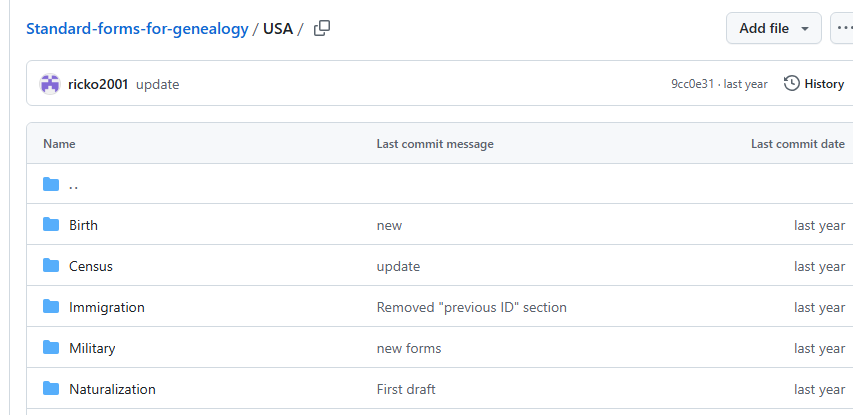 Standard-forms-for-genealogy / USA /
Add file
...
ricko2001 update
9cc0e31 · last year
History
Name Last commit message Last commit date
..
Birth new last year
Census update last year
Immigration Removed "previous ID" section last year
Military new forms last year
Naturalization First draft last year